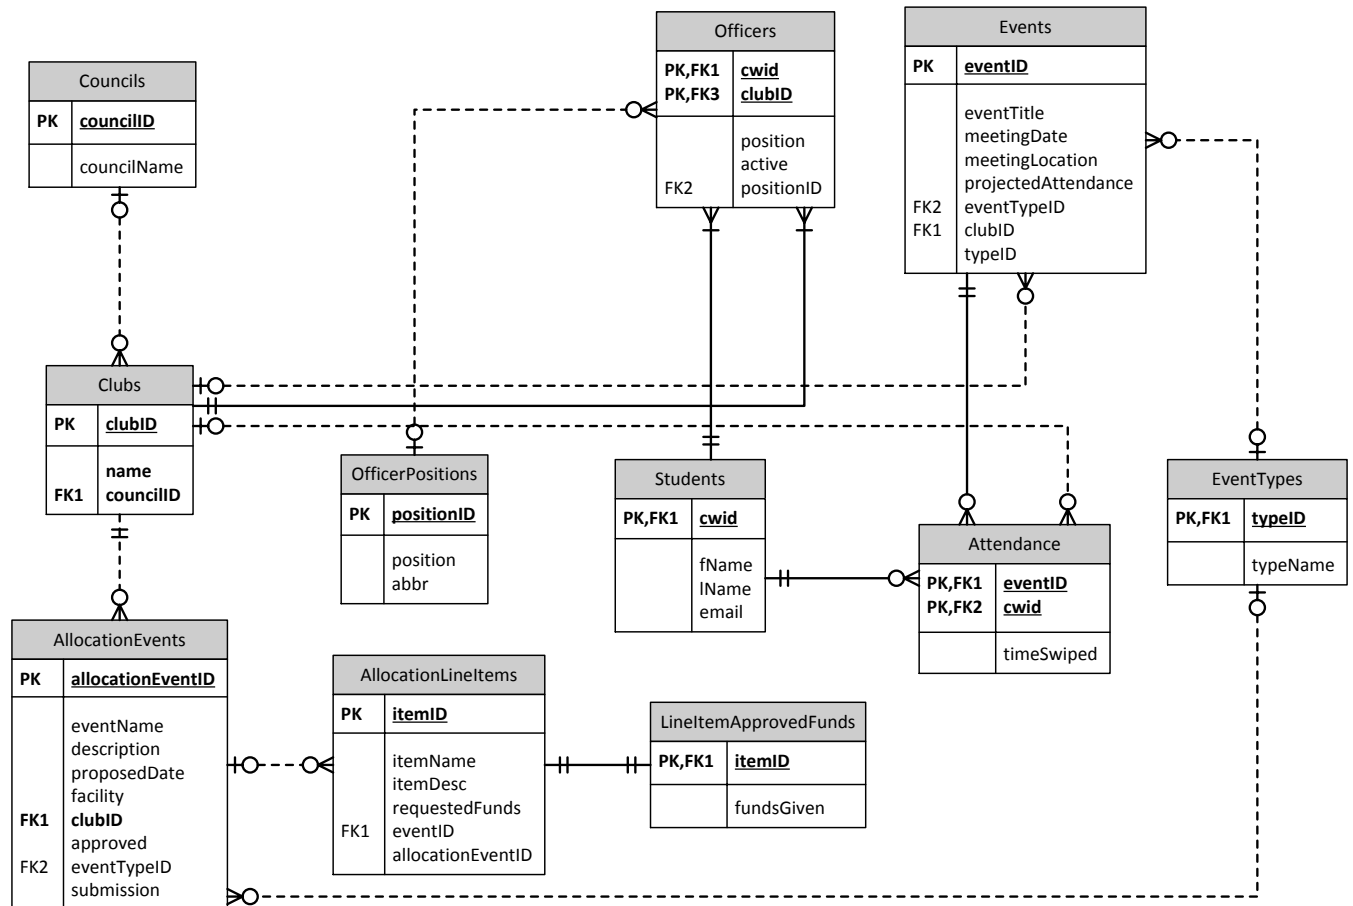 Councils
PK councilID
councilName
Officers
PK,FK1 cwid
PK,FK3 clubID
position
active
FK2 positionID
Events
PK eventID
eventTitle
meetingDate
meetingLocation
projectedAttendance
FK2 eventTypeID
FK1 clubID
typeID
Clubs
PK clubID
name
FK1 councilID
OfficerPositions
PK positionID
position
abbr
Students
PK,FK1 cwid
fName
lName
email
Attendance
PK,FK1 eventID
PK,FK2 cwid
timeSwiped
EventTypes
PK,FK1 typeID
typeName
AllocationEvents
PK allocationEventID
eventName
description
proposedDate
facility
FK1 clubID
approved
FK2 eventTypeID
submission
AllocationLineItems
PK itemID
itemName
itemDesc
requestedFunds
FK1 eventID
allocationEventID
LineItemApprovedFunds
PK,FK1 itemID
fundsGiven